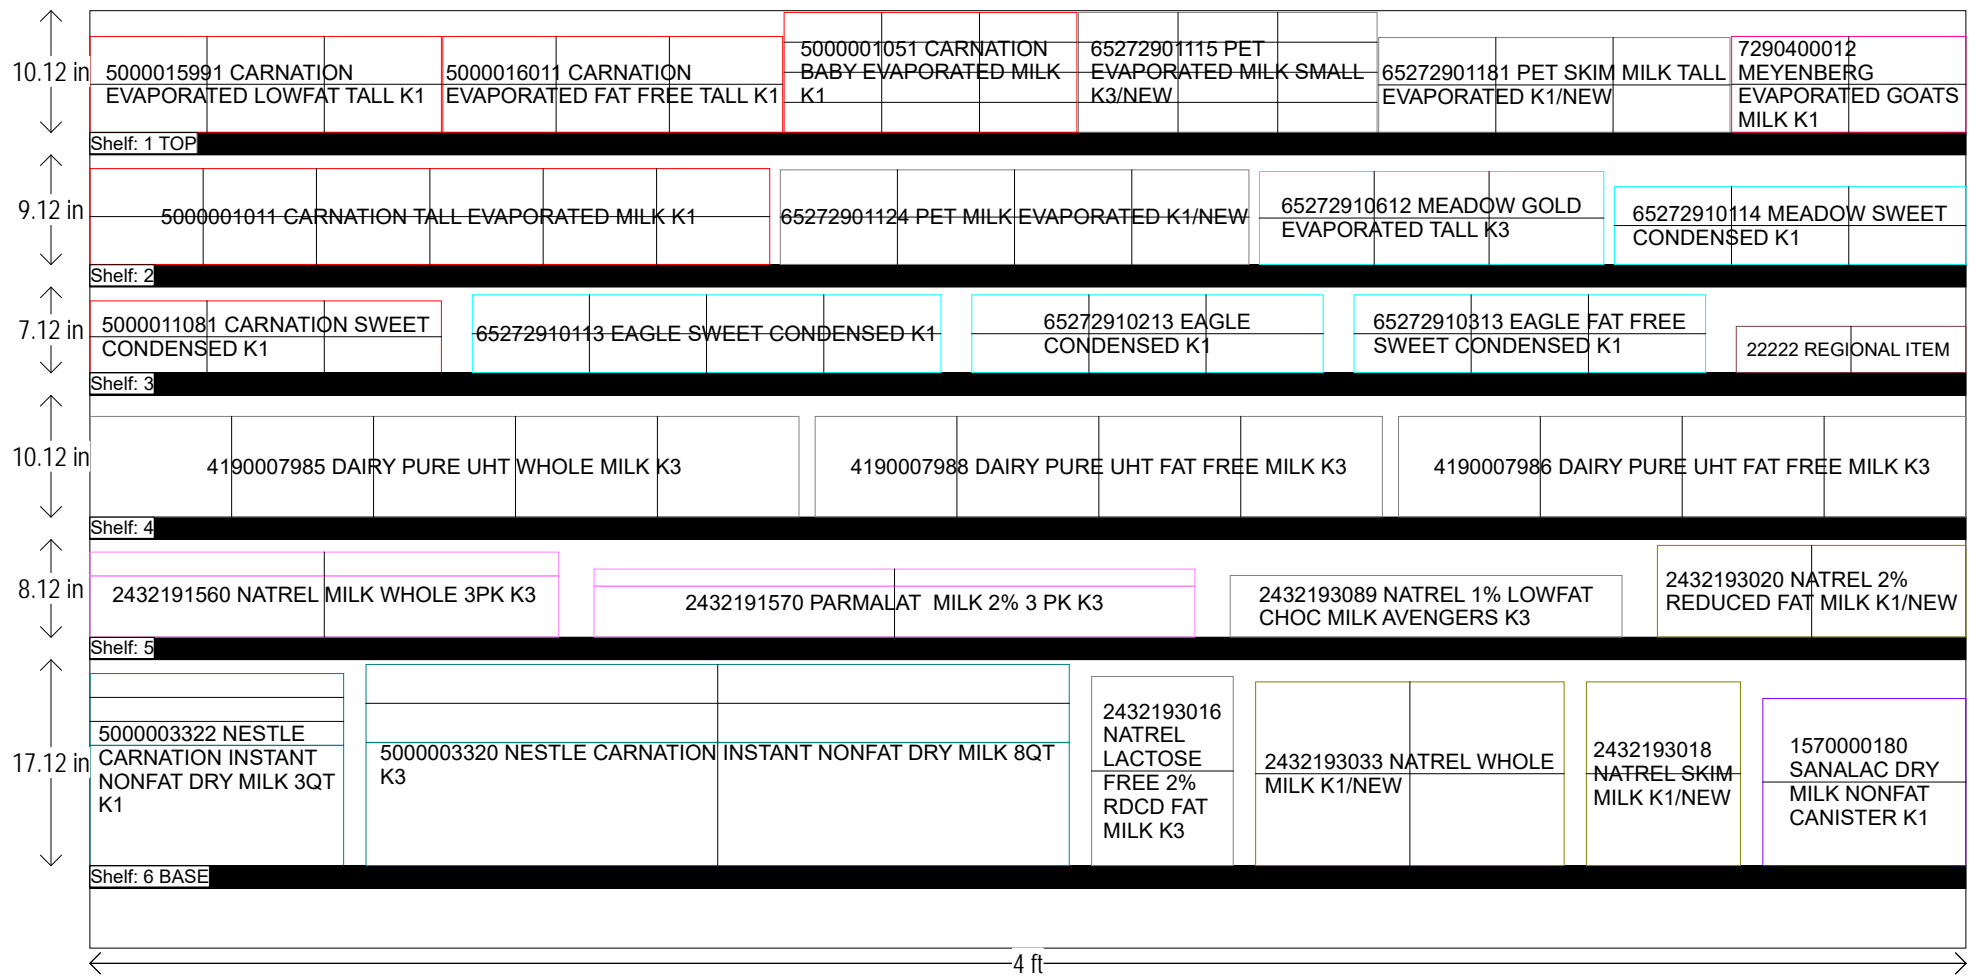 10.12 in
5000015991 CARNATION
EVAPORATED LOWFAT TALL K1
5000016011 CARNATION
EVAPORATED FAT FREE TALL K1
5000001051 CARNATION
BABY EVAPORATED MILK
K1
65272901115 PET
EVAPORATED MILK SMALL
K3/NEW
65272901181 PET SKIM MILK TALL
EVAPORATED K1/NEW
7290400012
MEYENBERG
EVAPORATED GOATS
MILK K1
Shelf: 1 TOP
9.12 in
5000001011 CARNATION TALL EVAPORATED MILK K1
65272901124 PET MILK EVAPORATED K1/NEW
65272910612 MEADOW GOLD
EVAPORATED TALL K3
65272910114 MEADOW SWEET
CONDENSED K1
Shelf: 2
7.12 in
5000011081 CARNATION SWEET
CONDENSED K1
65272910113 EAGLE SWEET CONDENSED K1
65272910213 EAGLE
CONDENSED K1
65272910313 EAGLE FAT FREE
SWEET CONDENSED K1
22222 REGIONAL ITEM
Shelf: 3
10.12 in
4190007985 DAIRY PURE UHT WHOLE MILK K3
4190007988 DAIRY PURE UHT FAT FREE MILK K3
4190007986 DAIRY PURE UHT FAT FREE MILK K3
Shelf: 4
8.12 in
2432191560 NATREL MILK WHOLE 3PK K3
2432191570 PARMALAT  MILK 2% 3 PK K3
2432193089 NATREL 1% LOWFAT
CHOC MILK AVENGERS K3
2432193020 NATREL 2%
REDUCED FAT MILK K1/NEW
Shelf: 5
17.12 in
5000003322 NESTLE
CARNATION INSTANT
NONFAT DRY MILK 3QT
K1
5000003320 NESTLE CARNATION INSTANT NONFAT DRY MILK 8QT
K3
2432193016
NATREL
LACTOSE
FREE 2%
RDCD FAT
MILK K3
2432193033 NATREL WHOLE
MILK K1/NEW
2432193018
NATREL SKIM
MILK K1/NEW
1570000180
SANALAC DRY
MILK NONFAT
CANISTER K1
Shelf: 6 BASE
4 ft